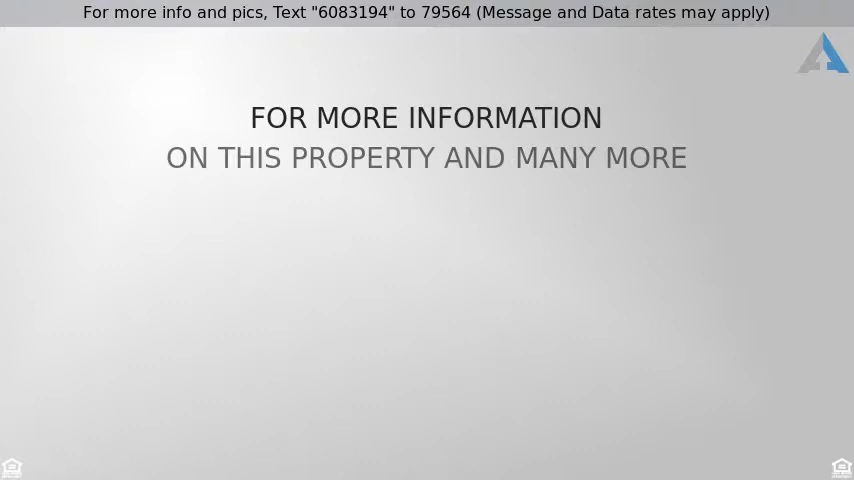 For more info and pics, Text "6083194" to 79564 (Message and Data rates may apply)
FOR MORE INFORMATION
ON THIS PROPERTY AND MANY MORE